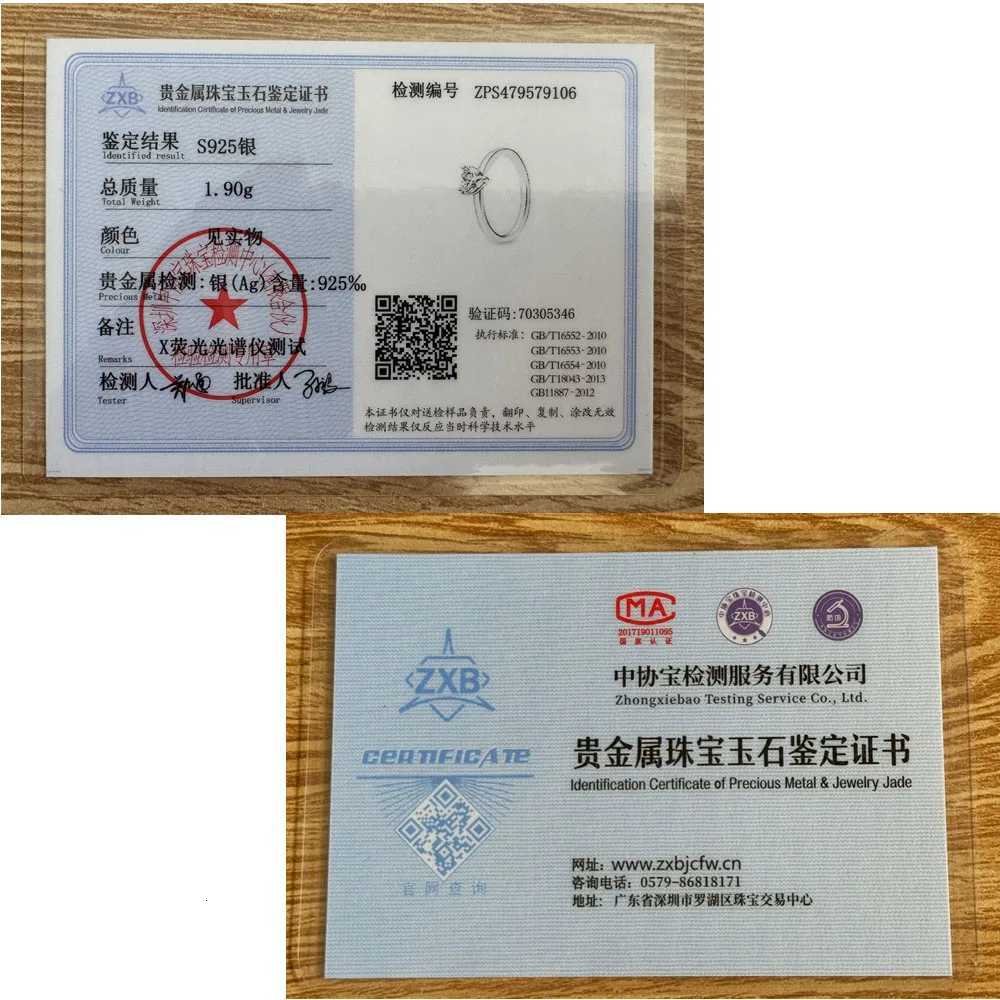 ZXB
贵金属珠宝玉石鉴定证书
Identification Certificate of Precious Metal & Jewelry Jade
鉴定结果 S925银
Identified result
总质量 1.90g
Total Weight
颜色 见实物
Colour
贵金属检测:银(Ag)含量:925‰
Precious Metal
备注
X荧光光谱仪测试
Remarks
检测人 批准人
Tester Supervisor
检测编号 ZPS479579106
验证码:70305346
执行标准: GB/T16552-2010
GB/T16553-2010
GB/T16554-2010
GB/T18043-2013
GB11887-2012
本证书仅对送检样品负责,翻印、复制、涂改无效
检测结果仅反应当时科学技术水平
ZXB
CERTIFICATE
官网查询
MA
201719011095
国家认证
ZXB
中协宝检测服务有限公司
Zhongxiebao Testing Service Co., Ltd.
贵金属珠宝玉石鉴定证书
Identification Certificate of Precious Metal & Jewelry Jade
网址: www.zxbjcfw.cn
咨询电话: 0579-86818171
地址: 广东省深圳市罗湖区珠宝交易中心